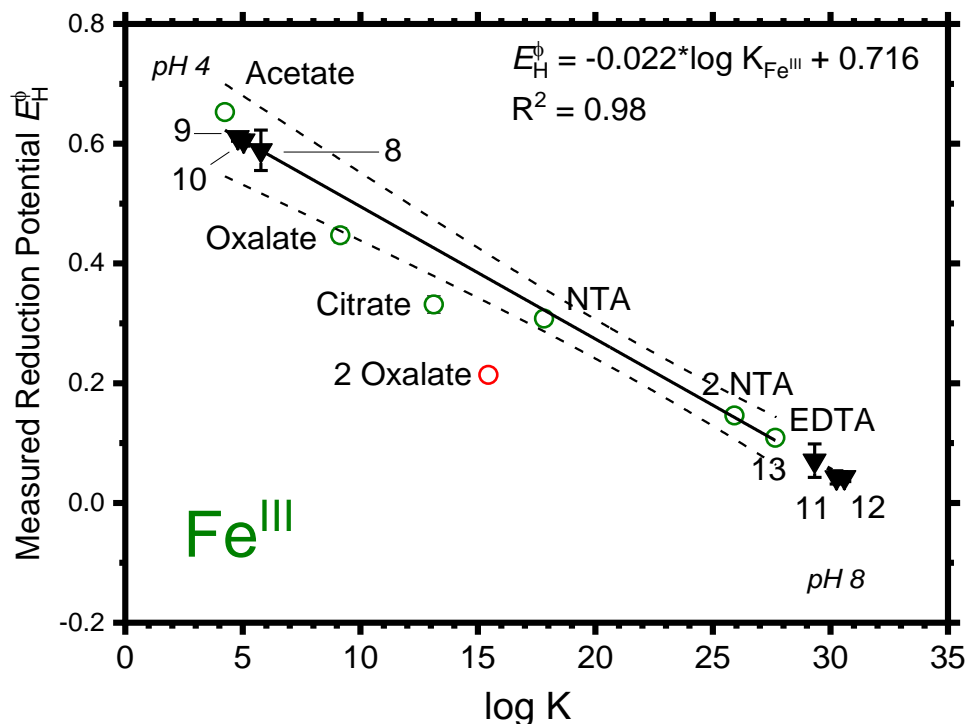 Measured Reduction Potential E_H^ϕ
0.8
0.6
0.4
0.2
0.0
-0.2
0
5
10
15
20
25
30
35
log K
pH 4
Acetate
E_H^ϕ = -0.022*log K_Fe^III + 0.716
R² = 0.98
9
8
10
Oxalate
Citrate
NTA
2 Oxalate
2 NTA
EDTA
13
11
12
Fe^III
pH 8